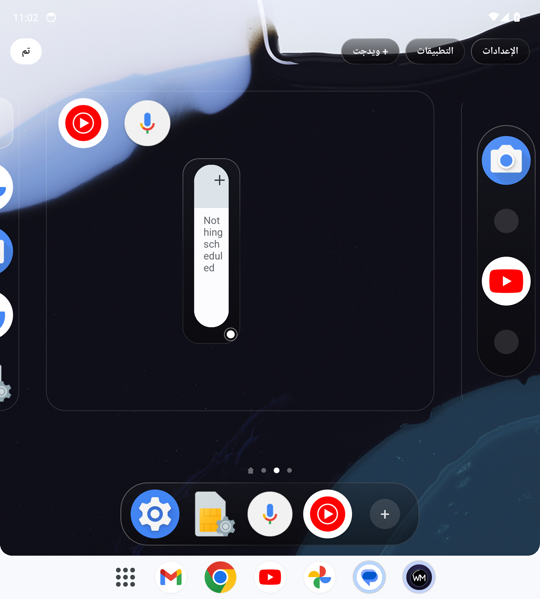 11:02
الإعدادات
التطبيقات
+ ويدجت
تم
+
Not
hing
sch
edul
ed
+
WM